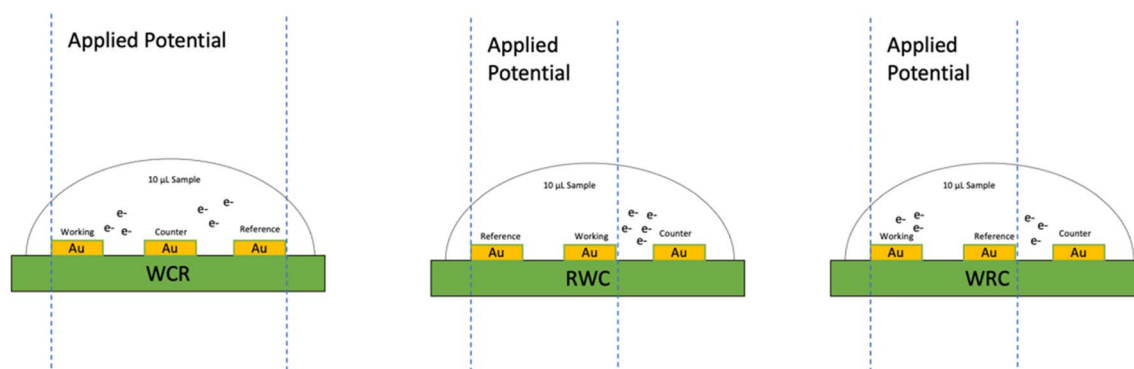 Applied Potential
10 µL Sample
e-
e-
e-
e-
e-
e-
Working
Counter
Reference
Au
Au
Au
WCR
Applied
Potential
10 µL Sample
e- e-
e- e-
e-
Reference
Working
Counter
Au
Au
Au
RWC
Applied
Potential
10 µL Sample
e- e-
e-
e-
e-
e-
Working
Reference
Counter
Au
Au
Au
WRC